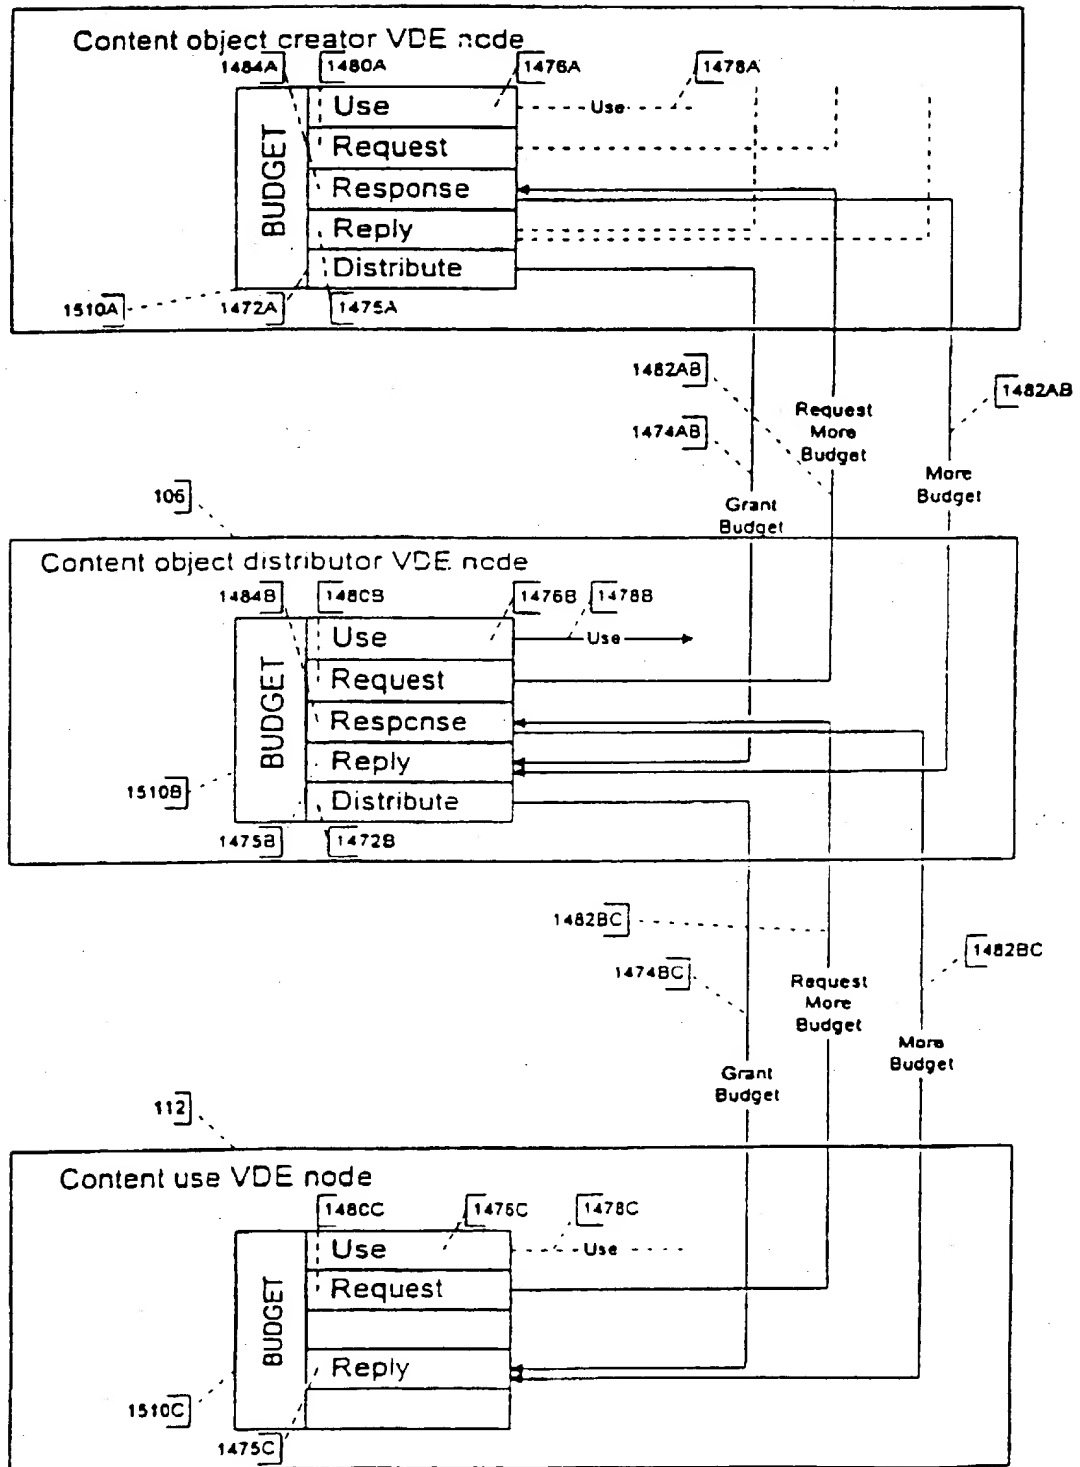 Content object creator VDE node
1484A
1480A
1476A
1478A
BUDGET
Use
Use
Request
Response
Reply
Distribute
1510A
1472A
1475A
1482AB
1482AB
1474AB
Request
More
Budget
More
Budget
Grant
Budget
106
Content object distributor VDE node
1484B
1480B
1476B
1478B
BUDGET
Use
Use
Request
Response
Reply
Distribute
1510B
1475B
1472B
1482BC
1482BC
1474BC
Request
More
Budget
More
Budget
Grant
Budget
112
Content use VDE node
1480C
1476C
1478C
BUDGET
Use
Use
Request
Reply
1510C
1475C